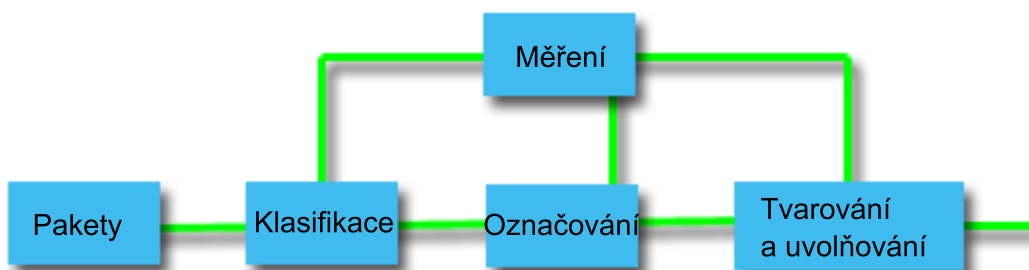 Měření
Pakety
Klasifikace
Označování
Tvarování
a uvolňování